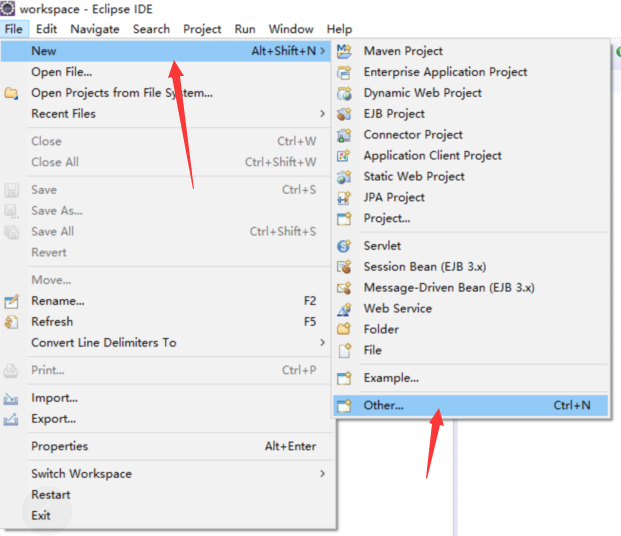 workspace - Eclipse IDE
File Edit Navigate Search Project Run Window Help
New Alt+Shift+N >
Open File...
Open Projects from File System...
Recent Files >
Close Ctrl+W
Close All Ctrl+Shift+W
Save Ctrl+S
Save As...
Save All Ctrl+Shift+S
Revert
Move...
Rename... F2
Refresh F5
Convert Line Delimiters To >
Print... Ctrl+P
Import...
Export...
Properties Alt+Enter
Switch Workspace >
Restart
Exit
Maven Project
Enterprise Application Project
Dynamic Web Project
EJB Project
Connector Project
Application Client Project
Static Web Project
JPA Project
Project...
Servlet
Session Bean (EJB 3.x)
Message-Driven Bean (EJB 3.x)
Web Service
Folder
File
Example...
Other... Ctrl+N